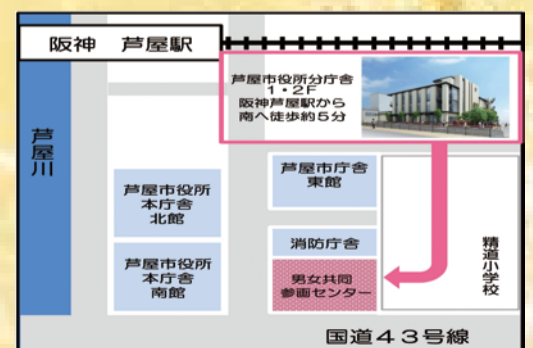 阪神 芦屋駅
芦屋市役所分庁舎
1・2F
阪神芦屋駅から
南へ徒歩約5分
芦屋川
芦屋市役所
本庁舎
北館
芦屋市庁舎
東館
芦屋市役所
本庁舎
南館
消防庁舎
男女共同
参画センター
精道小学校
国道43号線